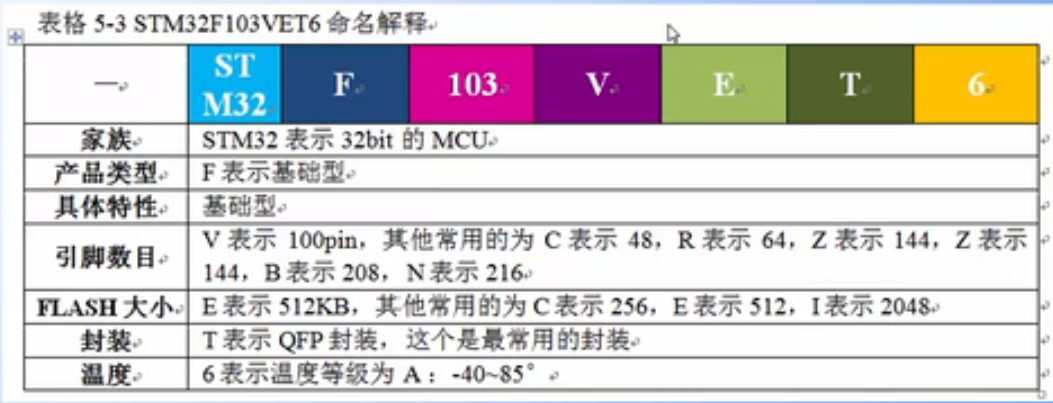 表格 5-3 STM32F103VET6 命名解释
— ST M32 F 103 V E T 6
家族 STM32 表示 32bit 的 MCU
产品类型 F 表示基础型
具体特性 基础型
引脚数目 V 表示 100pin，其他常用的为 C 表示 48，R 表示 64，Z 表示 144，Z 表示
144，B 表示 208，N 表示 216
FLASH 大小 E 表示 512KB，其他常用的为 C 表示 256，E 表示 512，I 表示 2048
封装 T 表示 QFP 封装，这个是最常用的封装
温度 6 表示温度等级为 A：-40~85°